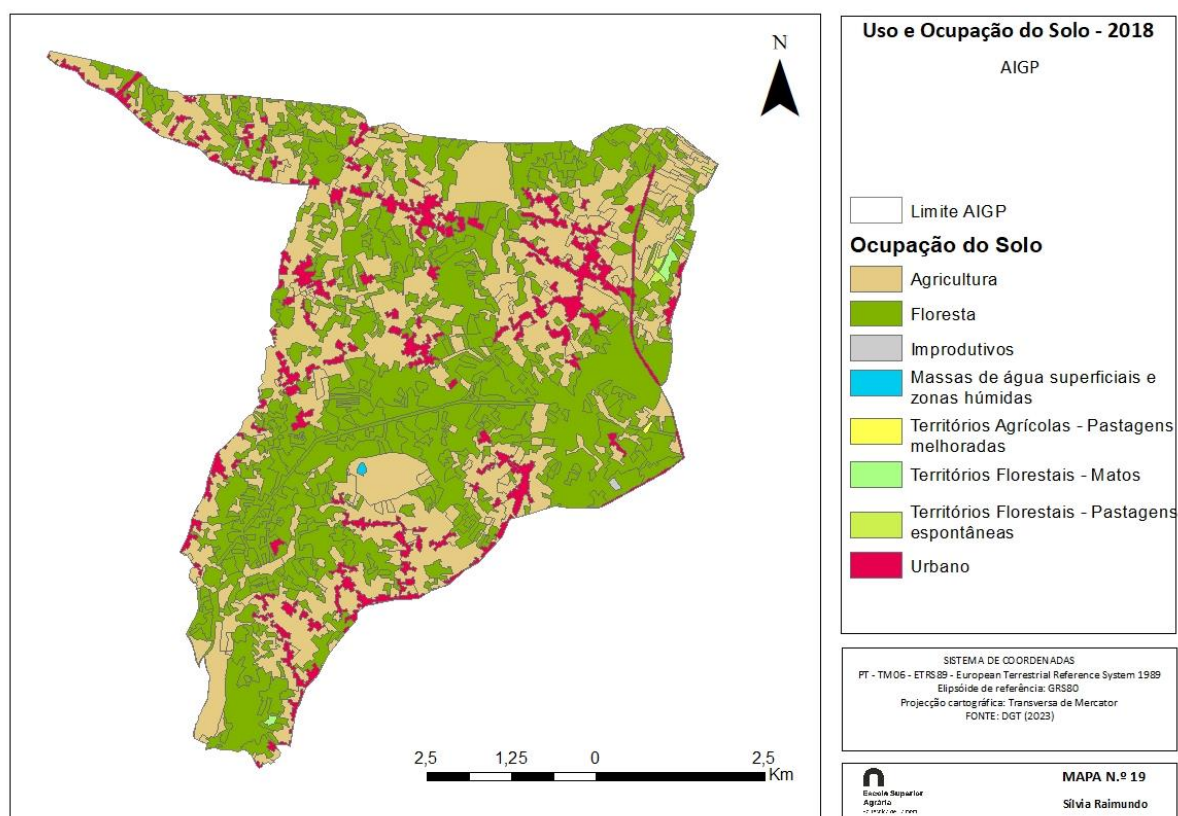 Uso e Ocupação do Solo - 2018
AIGP
N
Limite AIGP
Ocupação do Solo
Agricultura
Floresta
Improdutivos
Massas de água superficiais e
zonas húmidas
Territórios Agrícolas - Pastagens
melhoradas
Territórios Florestais - Matos
Territórios Florestais - Pastagens
espontâneas
Urbano
2,5 1,25 0 2,5
Km
SISTEMA DE COORDENADAS
PT - TM06 - ETRS89 - European Terrestrial Reference System 1989
Elipsóide de referência: GRS80
Projecção cartográfica: Transversa de Mercator
FONTE: DGT (2023)
Escola Superior
Agrária
MAPA N.º 19
Sílvia Raimundo